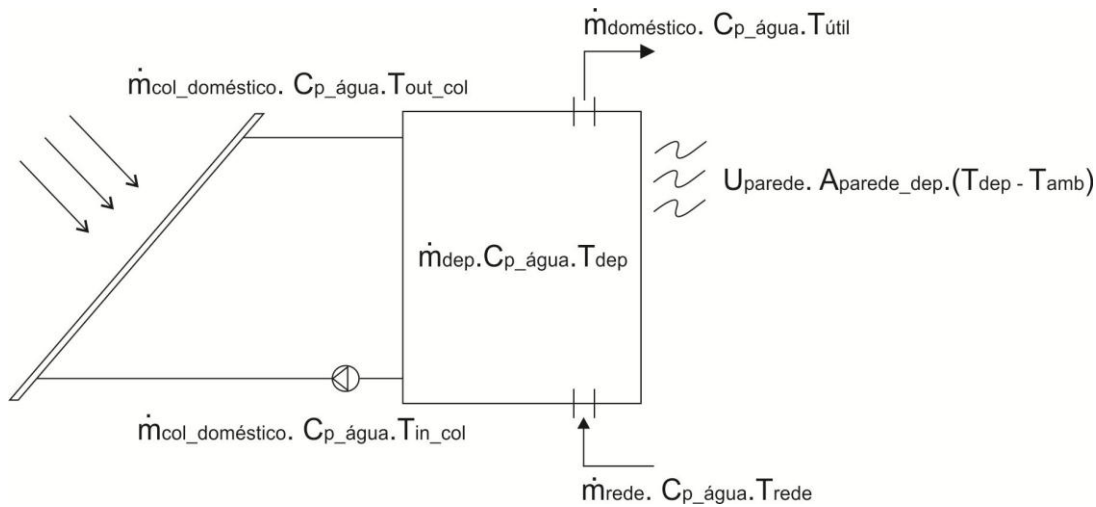 ṁdoméstico. Cp_água.Tútil
ṁcol_doméstico. Cp_água.Tout_col
Uparede. Aparede_dep.(Tdep - Tamb)
ṁdep.Cp_água.Tdep
ṁcol_doméstico. Cp_água.Tin_col
ṁrede. Cp_água.Trede